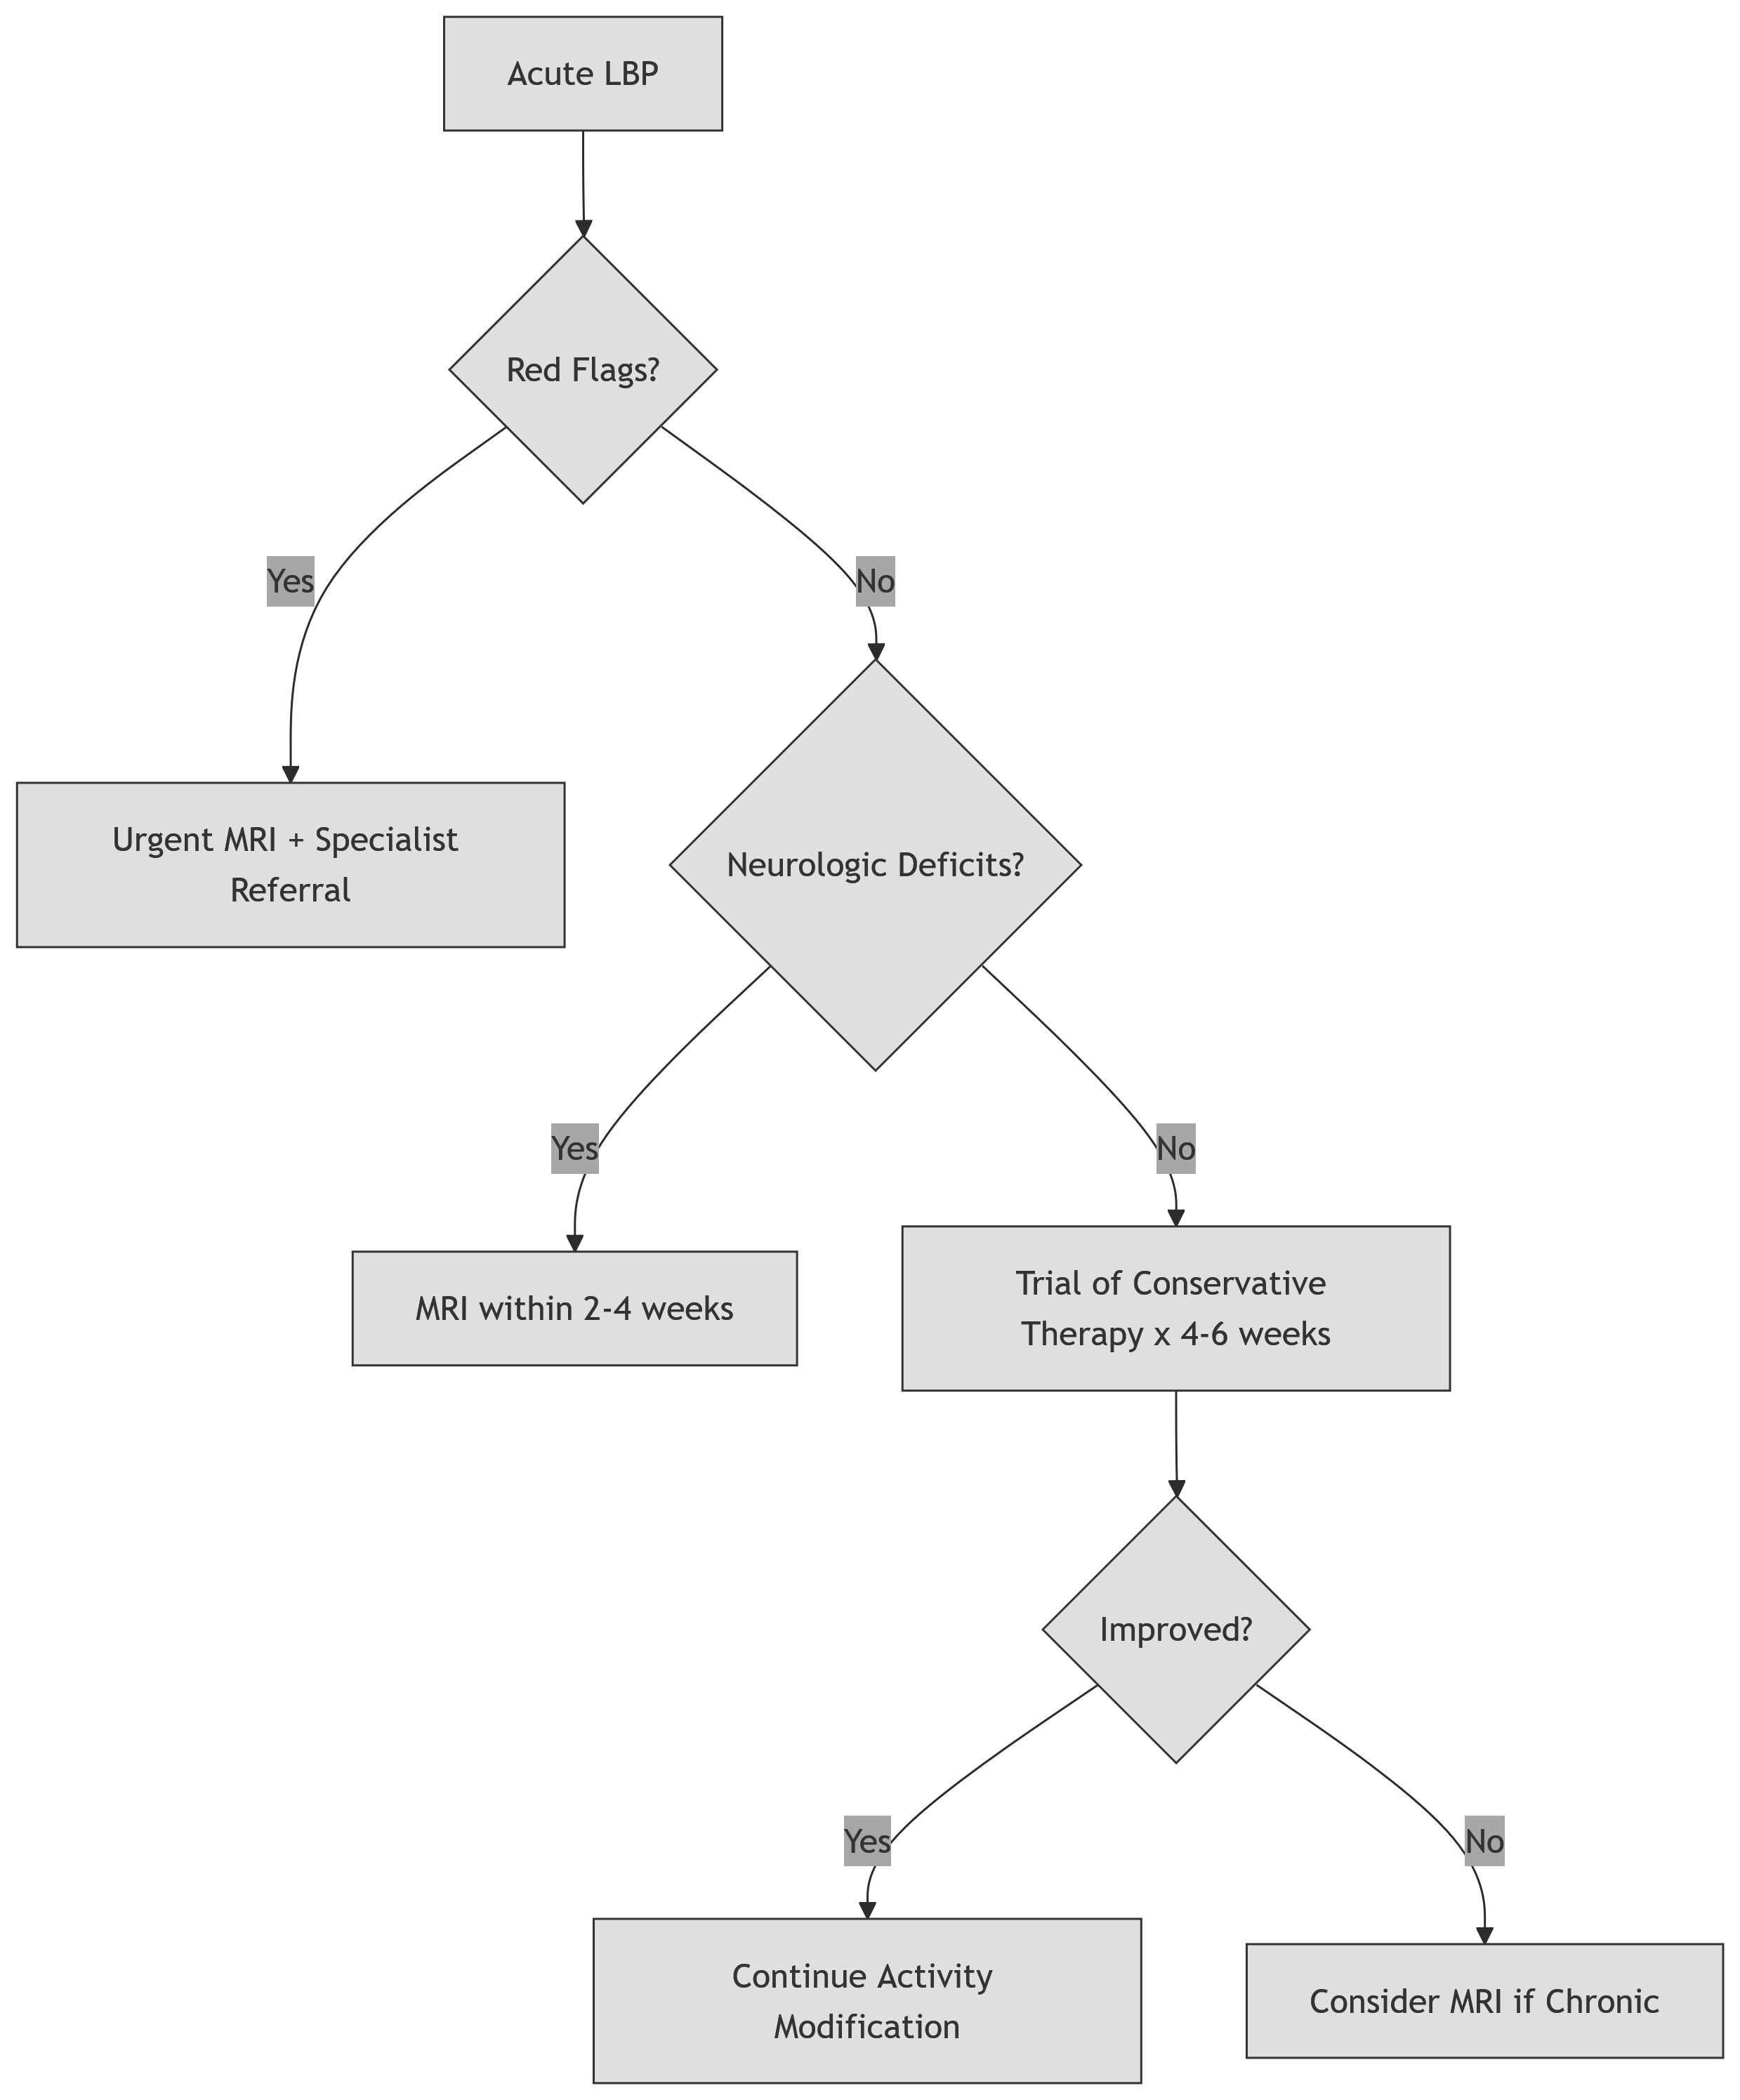 Acute LBP
Red Flags?
Yes
No
Urgent MRI + Specialist
Referral
Neurologic Deficits?
Yes
No
MRI within 2-4 weeks
Trial of Conservative
Therapy x 4-6 weeks
Improved?
Yes
No
Continue Activity
Modification
Consider MRI if Chronic